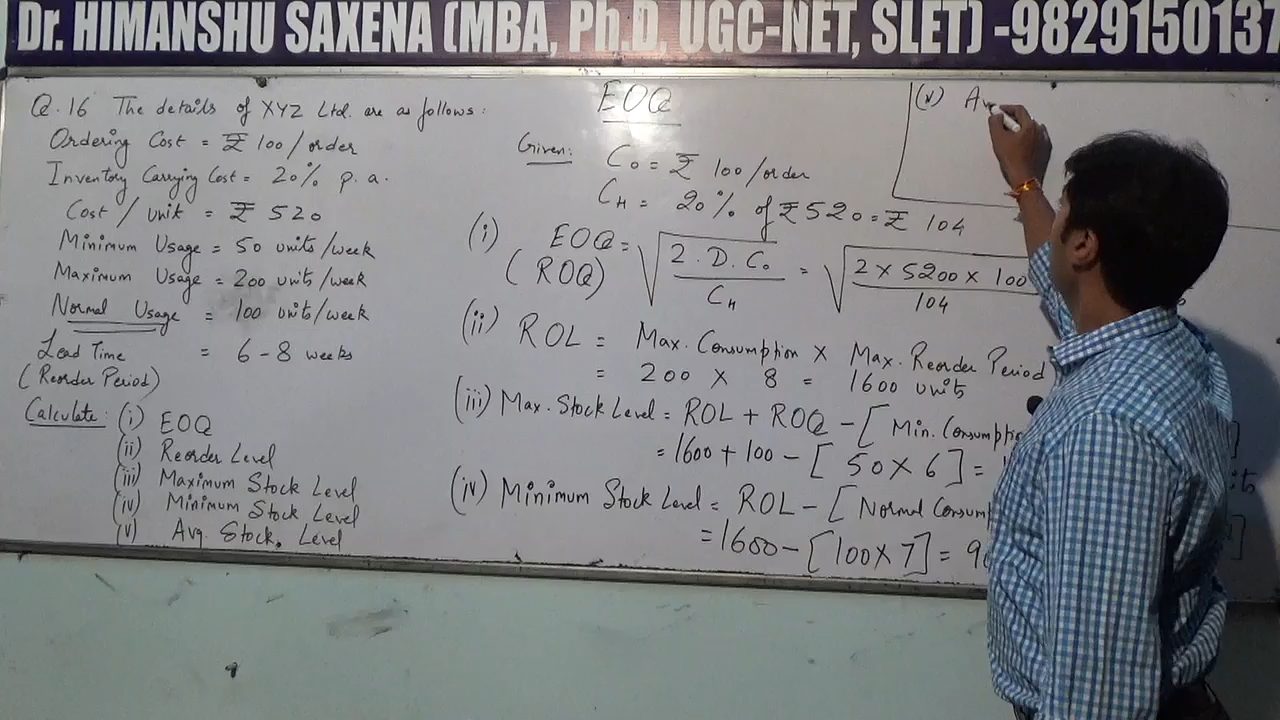 Dr. HIMANSHU SAXENA (MBA, Ph.D, UGC-NET, SLET) -9829150137
Q.16 The details of XYZ Ltd. are as follows:
Ordering Cost = ₹ 100/order
Inventory Carrying Cost = 20% p.a.
Cost/unit = ₹ 520
Minimum Usage = 50 units/week
Maximum Usage = 200 units/week
Normal Usage = 100 units/week
Lead Time = 6-8 weeks
(Reorder Period)
Calculate: (i) EOQ
(ii) Reorder Level
(iii) Maximum Stock Level
(iv) Minimum Stock Level
(v) Avg. Stock. Level
EOQ
Given: Co = ₹ 100/order
CH = 20% of ₹520 = ₹ 104
(i) EOQ = √2.D.Co/CH = √2×5200×100/104
(ROQ)
(ii) ROL = Max. Consumption × Max. Reorder Period
= 200 × 8 = 1600 units
(iii) Max. Stock Level = ROL + ROQ - [Min. Consumption
= 1600 + 100 - [50×6] =
(iv) Minimum Stock Level = ROL - [Normal Consum
= 1600 - [100×7] = 90
(v) Av